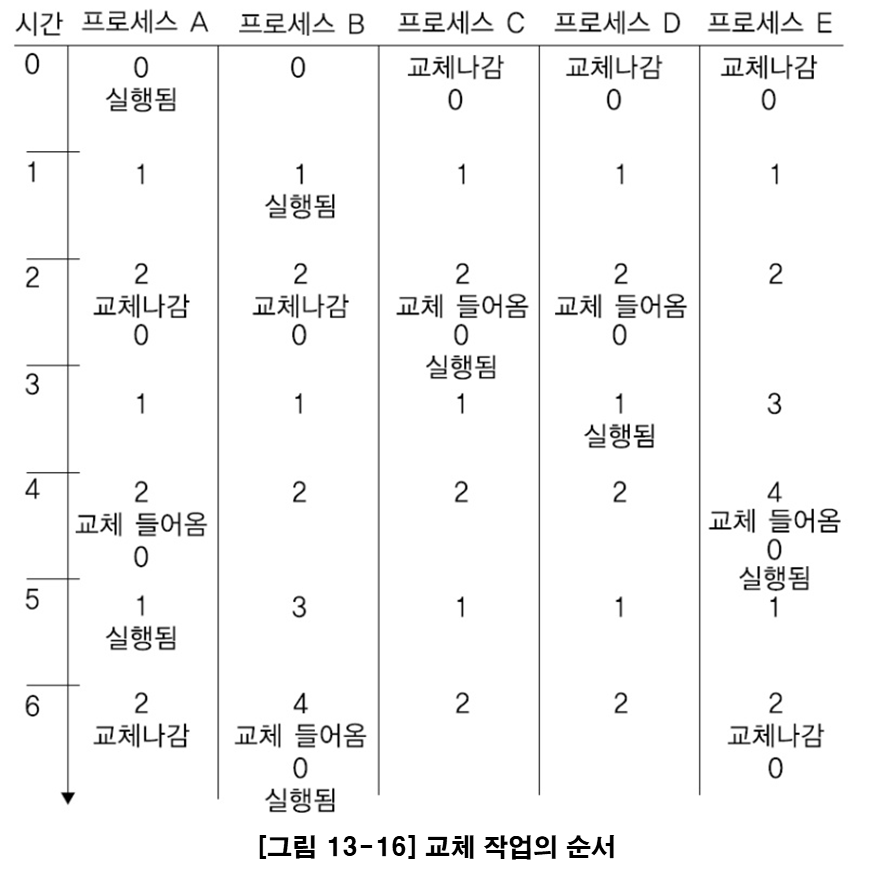 시간 프로세스 A 프로세스 B 프로세스 C 프로세스 D 프로세스 E
0 0 0 교체나감 교체나감 교체나감
실행됨 0 0 0
1 1 1 1 1 1
실행됨
2 2 2 2 2 2
교체나감 교체나감 교체 들어옴 교체 들어옴
0 0 0 0
실행됨
3 1 1 1 1 3
실행됨
4 2 2 2 2 4
교체 들어옴 교체 들어옴
0 0
실행됨
5 1 3 1 1 1
실행됨
6 2 4 2 2 2
교체나감 교체 들어옴 교체나감
0 0
실행됨
[그림 13-16] 교체 작업의 순서